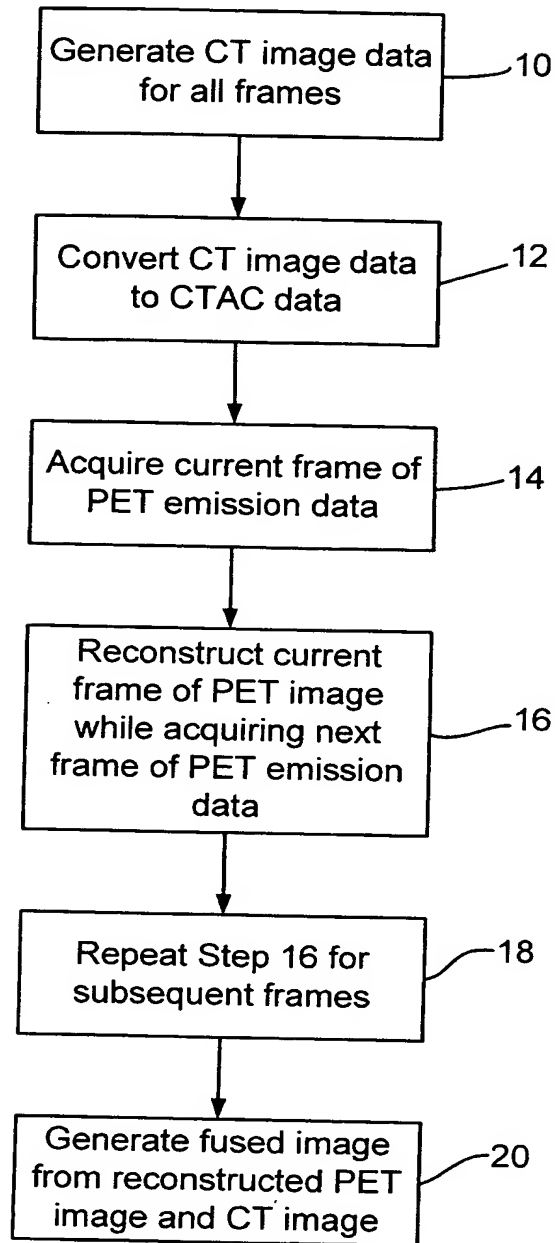 Generate CT image data
for all frames
10
Convert CT image data
to CTAC data
12
Acquire current frame of
PET emission data
14
Reconstruct current
frame of PET image
while acquiring next
frame of PET emission
data
16
Repeat Step 16 for
subsequent frames
18
Generate fused image
from reconstructed PET
image and CT image
20